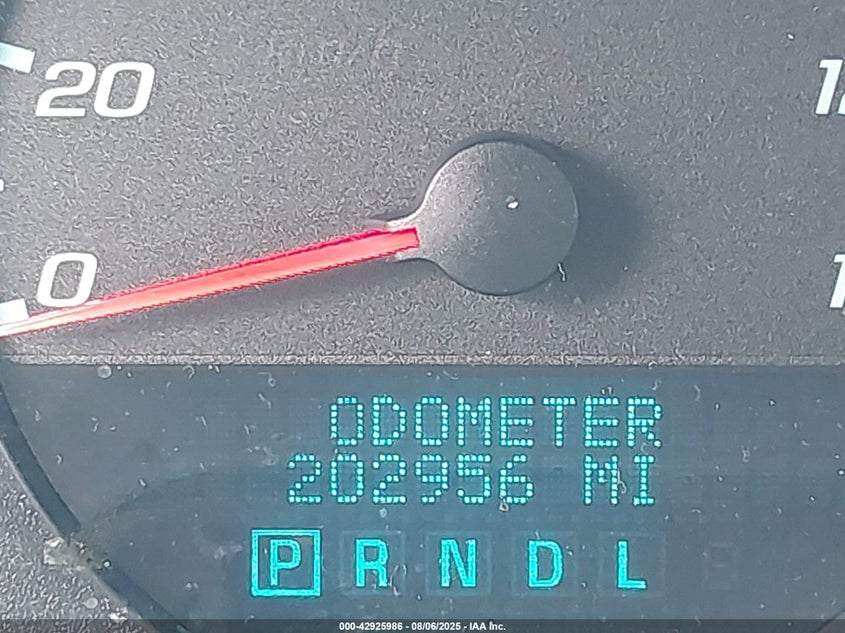 20
0
ODOMETER
202956 MI
P R N D L
000-42925986 - 08/06/2025 - IAA Inc.